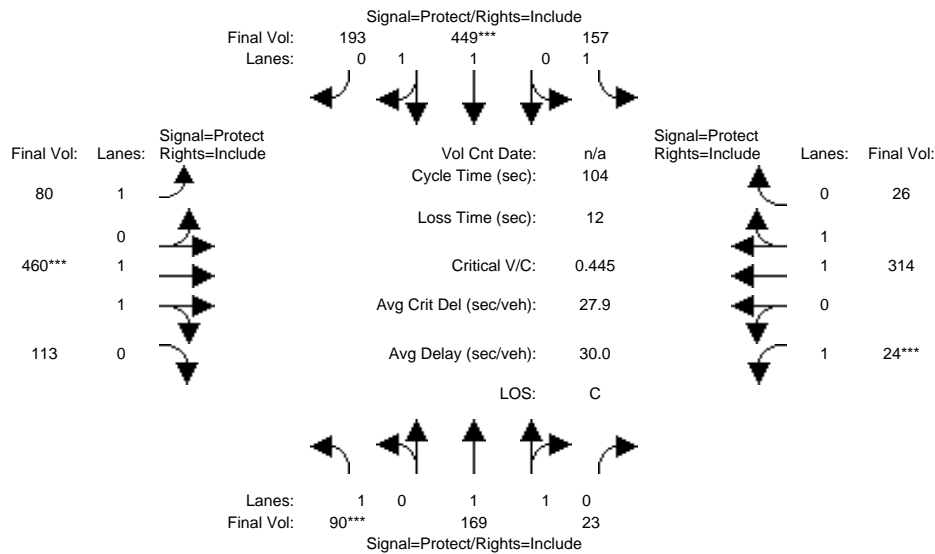 Signal=Protect/Rights=Include
Final Vol: 193 449*** 157
Lanes: 0 1 1 0 1
Signal=Protect
Final Vol: Lanes: Rights=Include
Vol Cnt Date: n/a
Signal=Protect
Rights=Include Lanes: Final Vol:
Cycle Time (sec): 104
80 1
0 26
Loss Time (sec): 12
0
1
460*** 1
Critical V/C: 0.445
1 314
1
Avg Crit Del (sec/veh): 27.9
0
113 0
Avg Delay (sec/veh): 30.0
1 24***
LOS: C
Lanes: 1 0 1 1 0
Final Vol: 90*** 169 23
Signal=Protect/Rights=Include